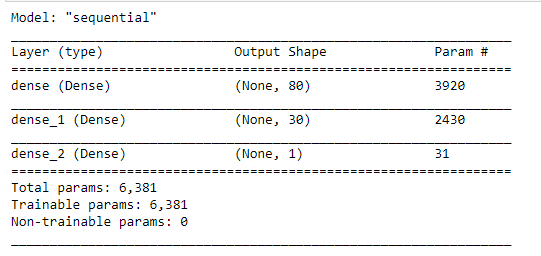 Model: "sequential"
Layer (type) Output Shape Param #
dense (Dense) (None, 80) 3920
dense_1 (Dense) (None, 30) 2430
dense_2 (Dense) (None, 1) 31
Total params: 6,381
Trainable params: 6,381
Non-trainable params: 0